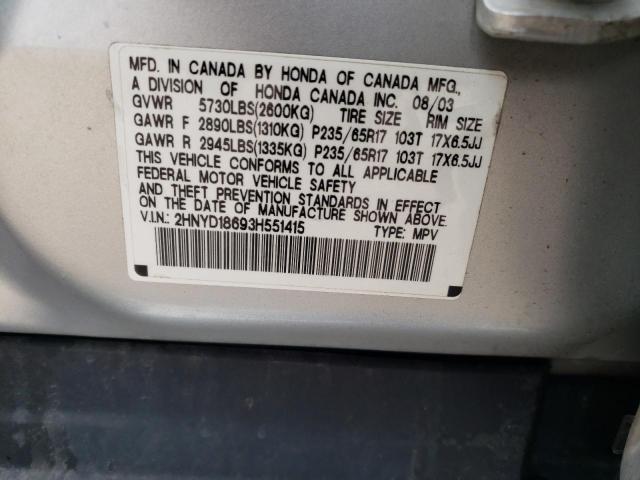 MFD. IN CANADA BY HONDA OF CANADA MFG.,
A DIVISION OF HONDA CANADA INC. 08/03
GVWR 5730LBS(2600KG) TIRE SIZE RIM SIZE
GAWR F 2890LBS(1310KG) P235/65R17 103T 17X6.5JJ
GAWR R 2945LBS(1335KG) P235/65R17 103T 17X6.5JJ
THIS VEHICLE CONFORMS TO ALL APPLICABLE
FEDERAL MOTOR VEHICLE SAFETY
AND THEFT PREVENTION STANDARDS IN EFFECT
ON THE DATE OF MANUFACTURE SHOWN ABOVE.
V.I.N.: 2HNYD18693H551415 TYPE: MPV